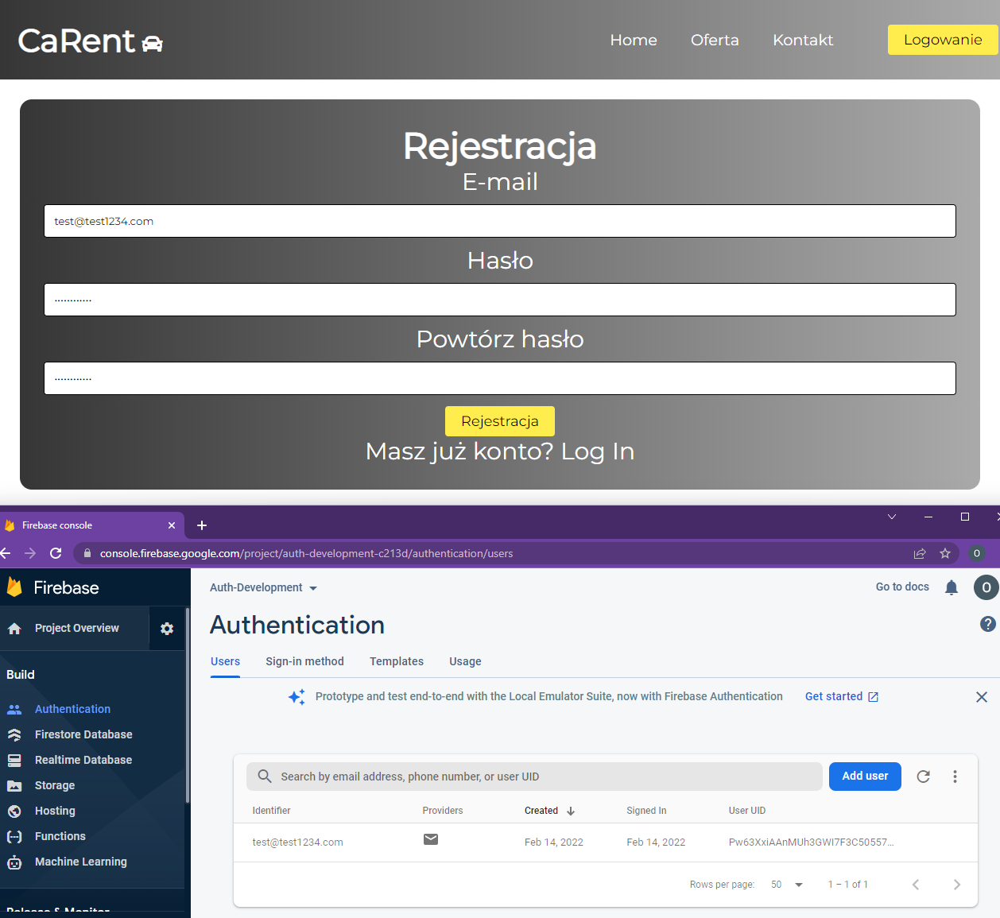 CaRent
Home Oferta Kontakt Logowanie
Rejestracja
E-mail
test@test1234.com
Hasło
............
Powtórz hasło
............
Rejestracja
Masz już konto? Log In
Firebase console
console.firebase.google.com/project/auth-development-c213d/authentication/users
O
Firebase
Auth-Development
Go to docs
O
Project Overview
Authentication
Users Sign-in method Templates Usage
Build
Prototype and test end-to-end with the Local Emulator Suite, now with Firebase Authentication Get started
Authentication
Firestore Database
Realtime Database
Storage
Hosting
Functions
Machine Learning
Release & Monitor
Search by email address, phone number, or user UID Add user
Identifier Providers Created Signed In User UID
test@test1234.com Feb 14, 2022 Feb 14, 2022 Pw63XxiAAnMUh3GWI7F3C50557...
Rows per page: 50 1 – 1 of 1